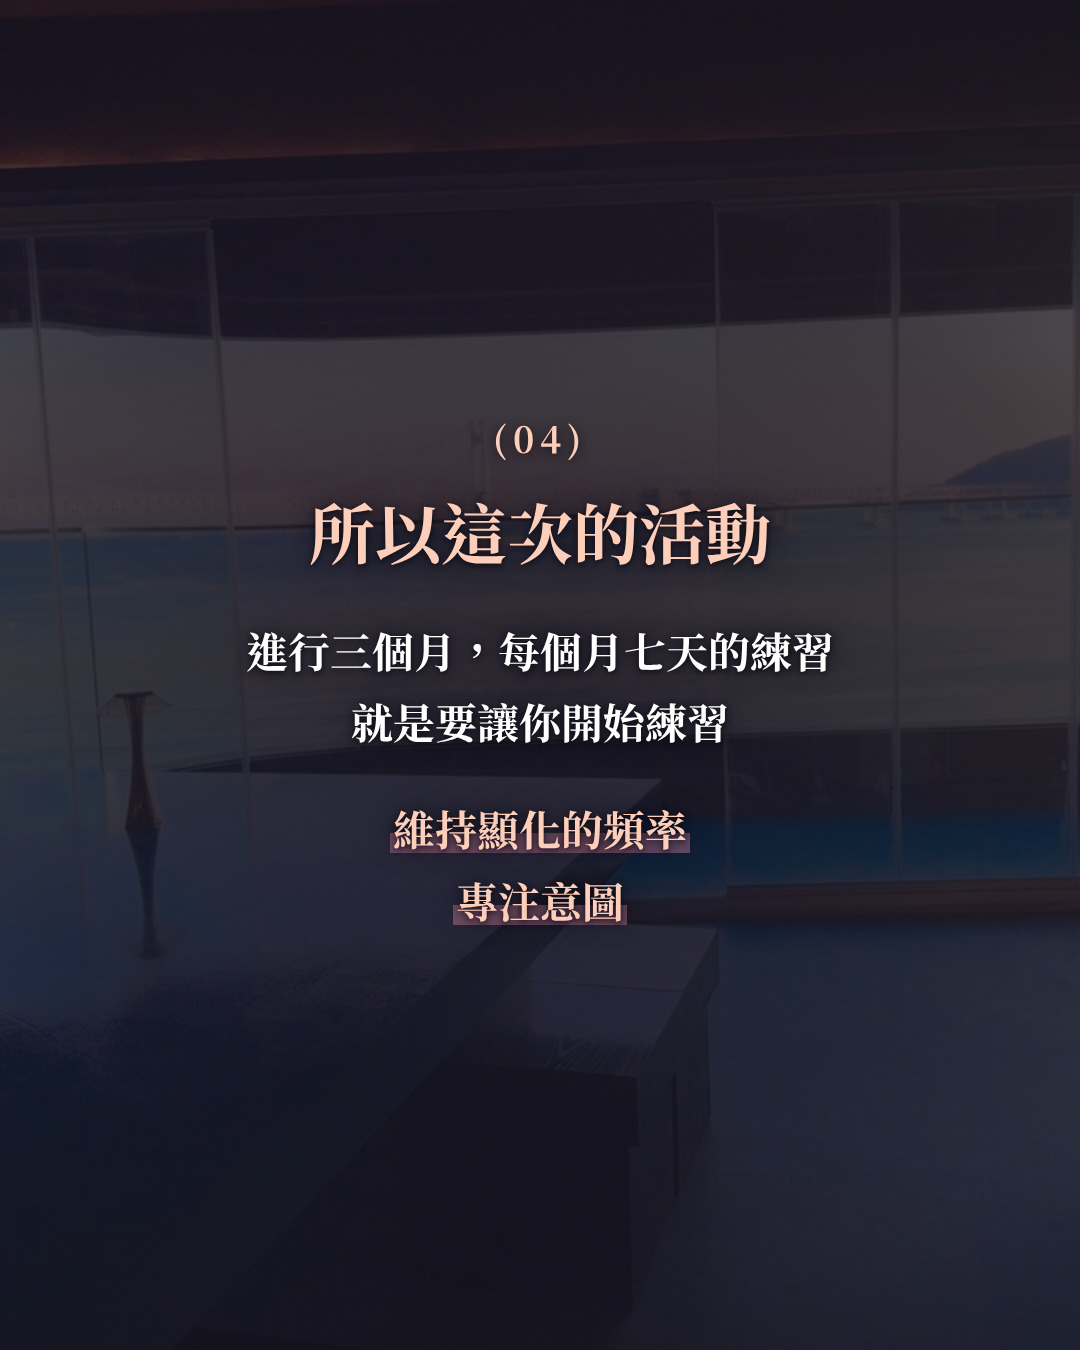 (04)
所以這次的活動
進行三個月，每個月七天的練習
就是要讓你開始練習
維持顯化的頻率
專注意圖